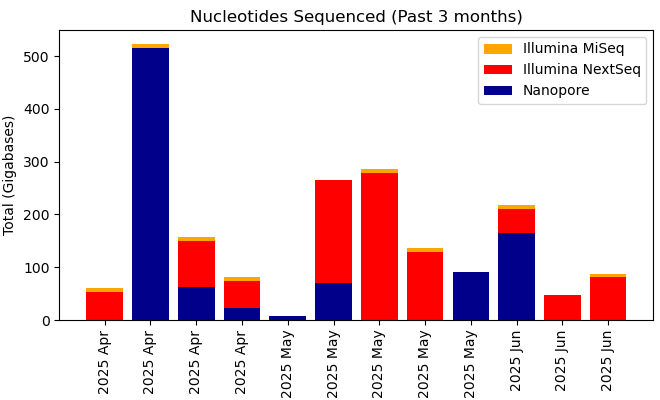 Nucleotides Sequenced (Past 3 months)
Total (Gigabases)
500
400
300
200
100
0
Illumina MiSeq
Illumina NextSeq
Nanopore
2025 Apr
2025 Apr
2025 Apr
2025 Apr
2025 May
2025 May
2025 May
2025 May
2025 May
2025 Jun
2025 Jun
2025 Jun